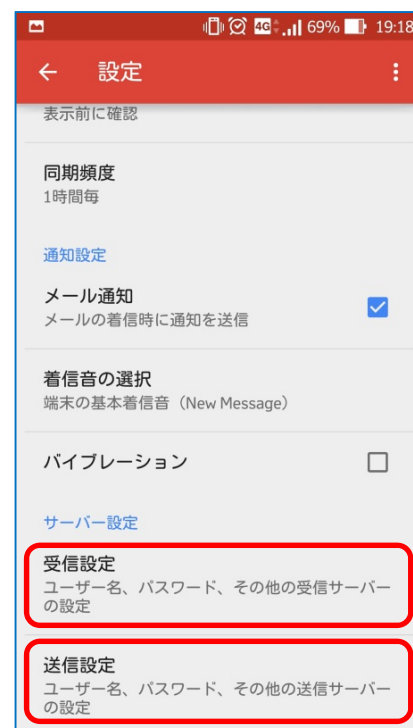 4G 69% 19:18
設定
表示前に確認
同期頻度
1時間毎
通知設定
メール通知
メールの着信時に通知を送信
着信音の選択
端末の基本着信音（New Message）
バイブレーション
サーバー設定
受信設定
ユーザー名、パスワード、その他の受信サーバー
の設定
送信設定
ユーザー名、パスワード、その他の送信サーバー
の設定